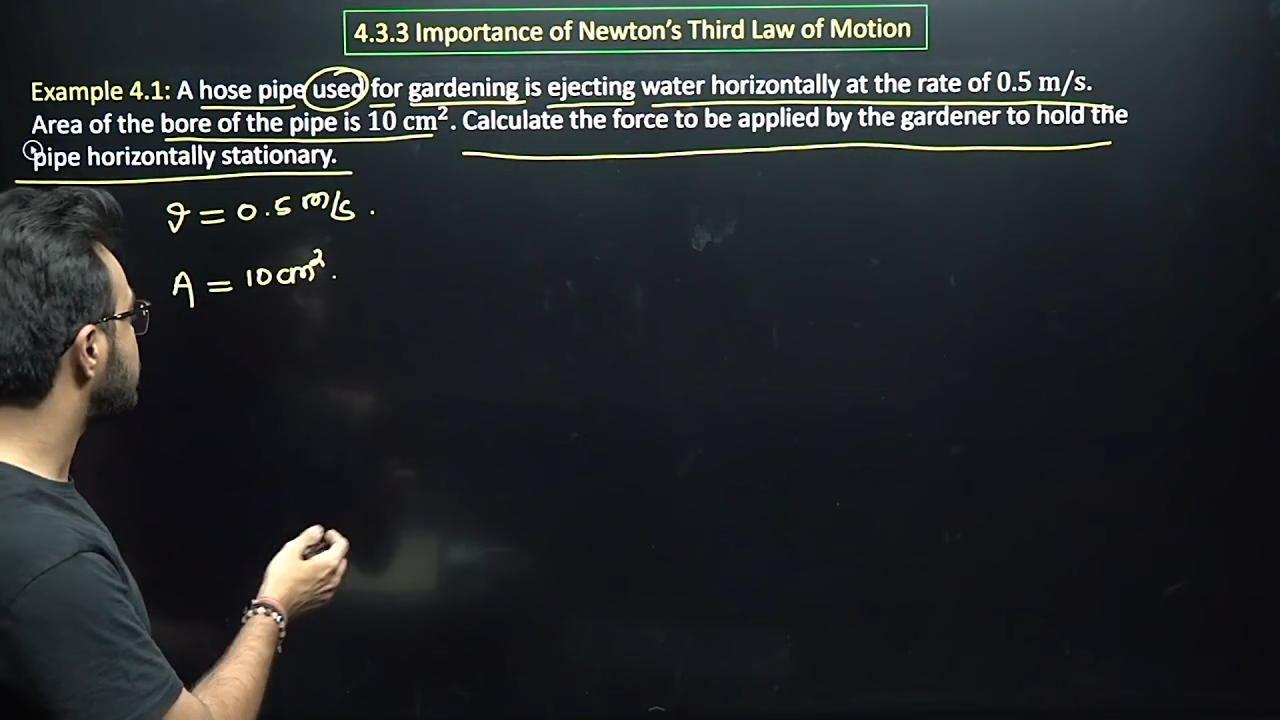 4.3.3 Importance of Newton's Third Law of Motion
Example 4.1: A hose pipe used for gardening is ejecting water horizontally at the rate of 0.5 m/s.
Area of the bore of the pipe is 10 cm². Calculate the force to be applied by the gardener to hold the
pipe horizontally stationary.
v = 0.5 m/s.
A = 10 cm².